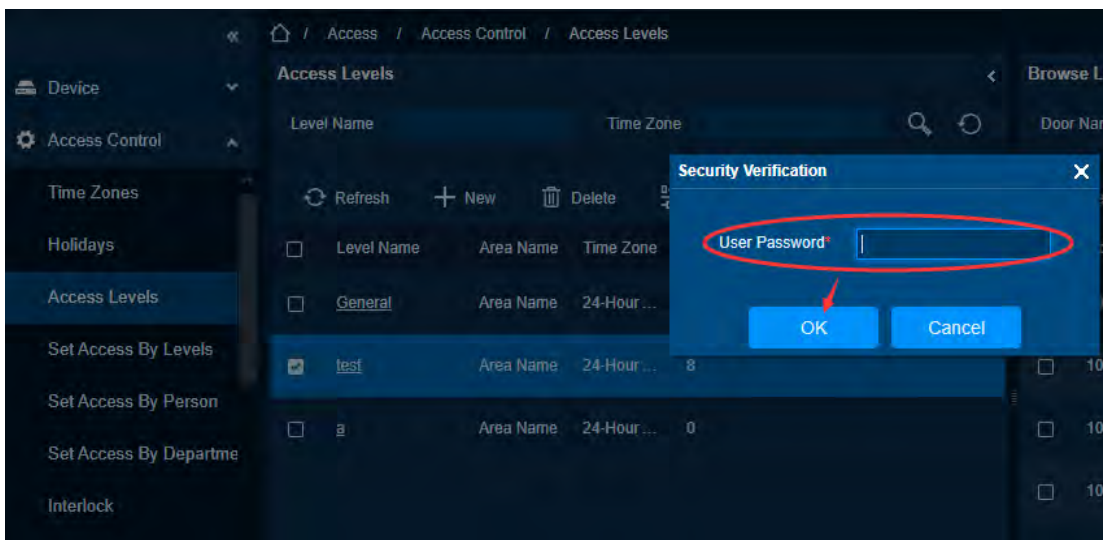 « / Access / Access Control / Access Levels
Device
Access Control
Time Zones
Holidays
Access Levels
Set Access By Levels
Set Access By Person
Set Access By Departme
Interlock
Access Levels <
Level Name Time Zone
Refresh New Delete
Level Name Area Name Time Zone
General Area Name 24-Hour ...
test Area Name 24-Hour ... 8
a Area Name 24-Hour ... 0
Browse L
Door Nar
10
10
10
Security Verification X
User Password*
OK Cancel